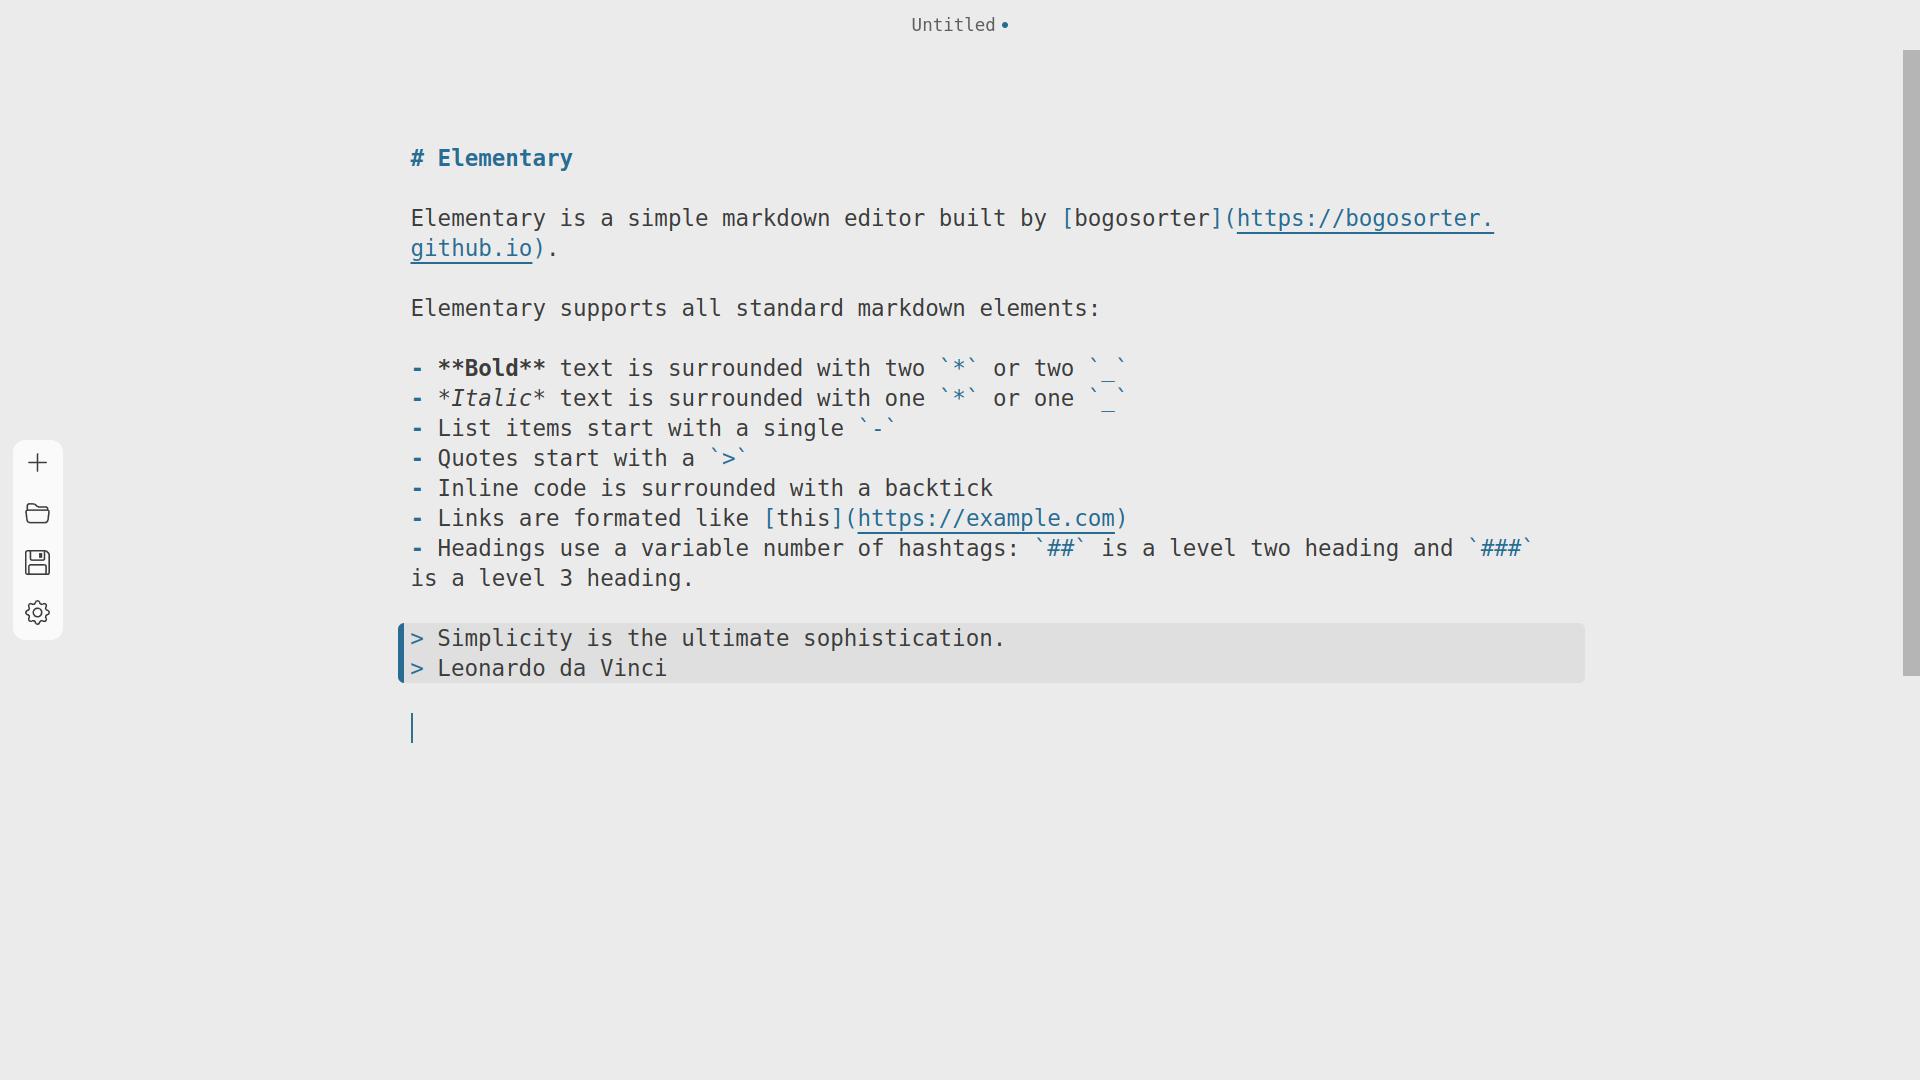 Untitled •
# Elementary
Elementary is a simple markdown editor built by [bogosorter](https://bogosorter.
github.io).
Elementary supports all standard markdown elements:
- **Bold** text is surrounded with two `*` or two `_`
- *Italic* text is surrounded with one `*` or one `_`
- List items start with a single `-`
- Quotes start with a `>`
- Inline code is surrounded with a backtick
- Links are formated like [this](https://example.com)
- Headings use a variable number of hashtags: `##` is a level two heading and `###`
is a level 3 heading.
> Simplicity is the ultimate sophistication.
> Leonardo da Vinci